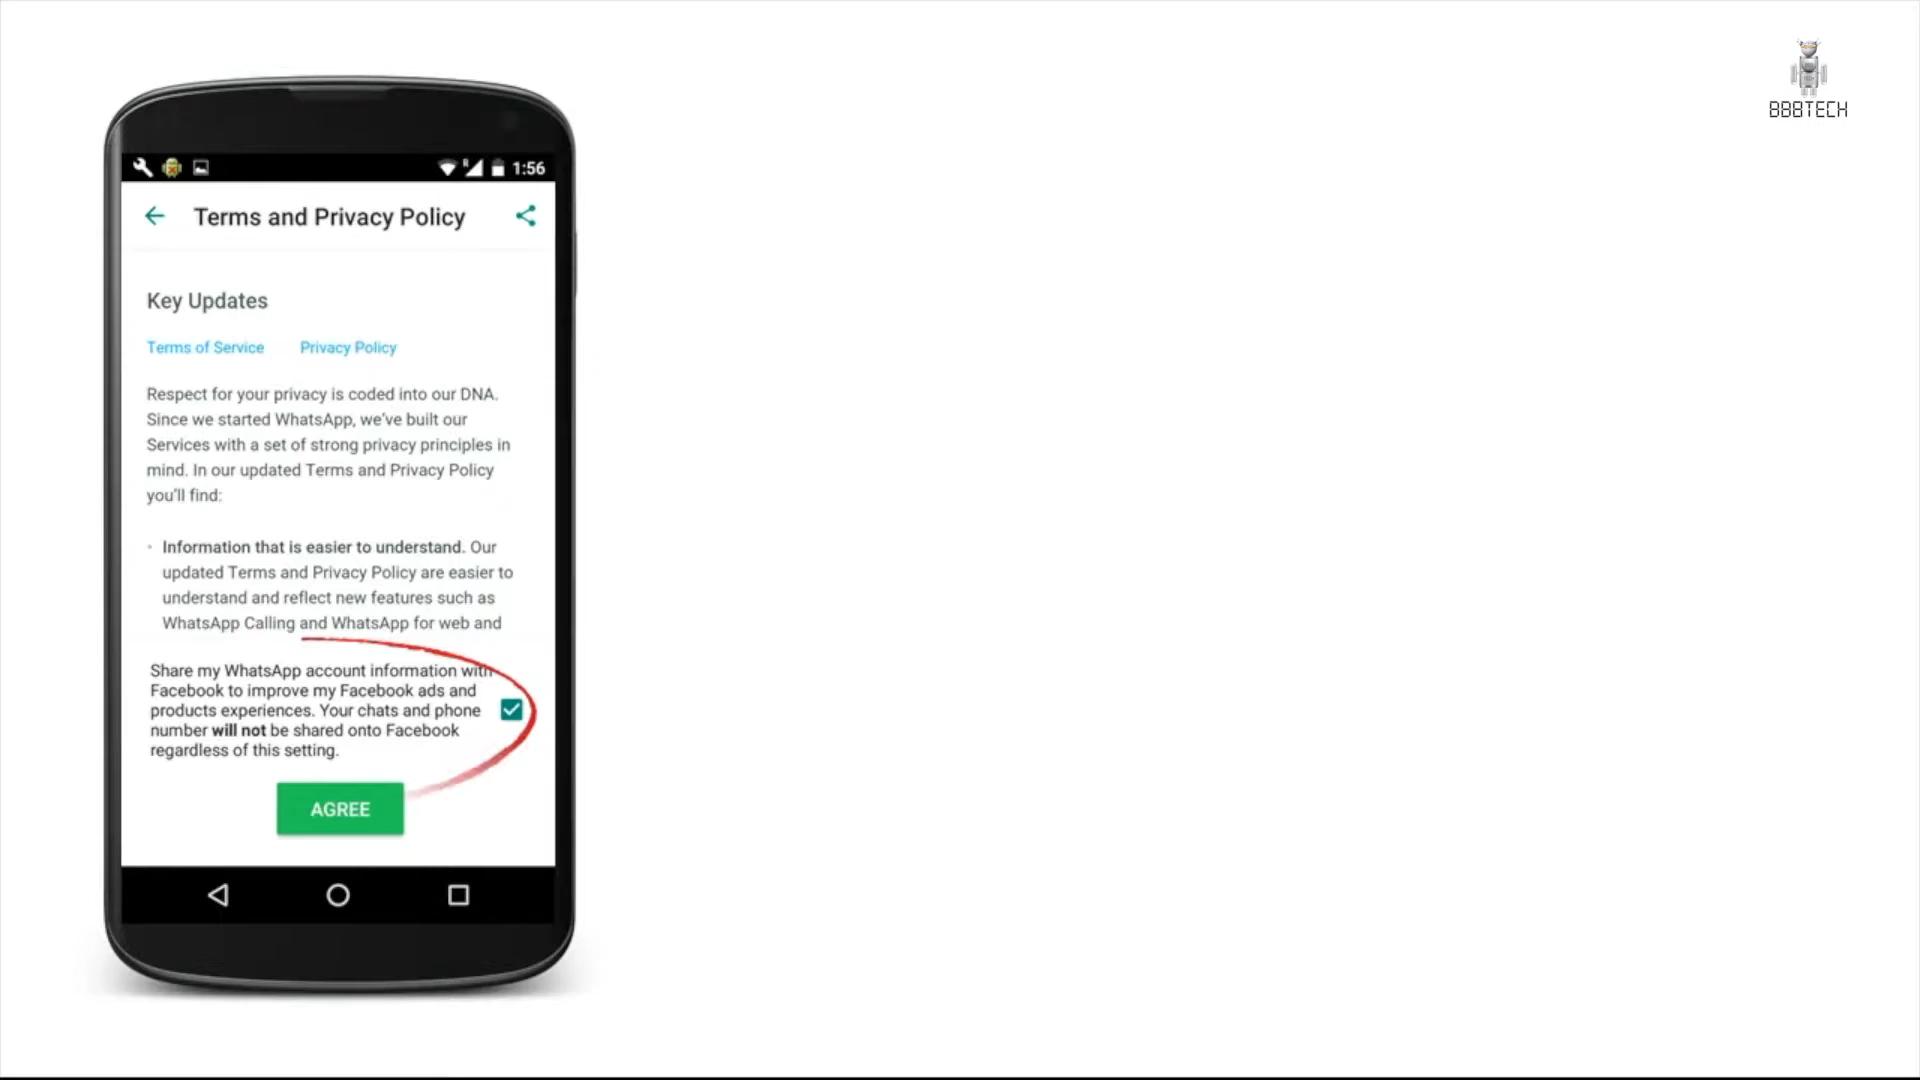 888TECH
1:56
Terms and Privacy Policy
Key Updates
Terms of Service Privacy Policy
Respect for your privacy is coded into our DNA.
Since we started WhatsApp, we've built our
Services with a set of strong privacy principles in
mind. In our updated Terms and Privacy Policy
you'll find:
· Information that is easier to understand. Our
updated Terms and Privacy Policy are easier to
understand and reflect new features such as
WhatsApp Calling and WhatsApp for web and
Share my WhatsApp account information with
Facebook to improve my Facebook ads and
products experiences. Your chats and phone
number will not be shared onto Facebook
regardless of this setting.
AGREE